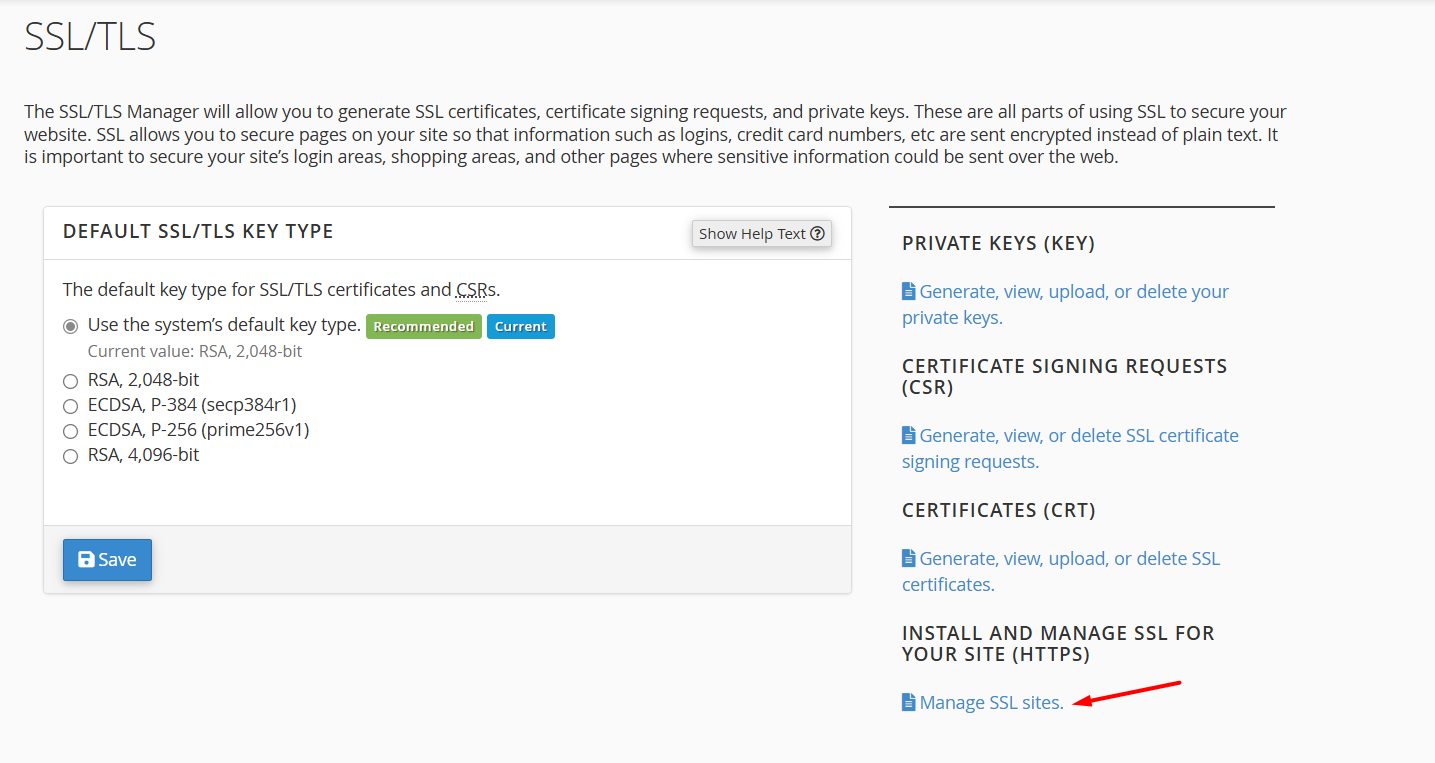 SSL/TLS
The SSL/TLS Manager will allow you to generate SSL certificates, certificate signing requests, and private keys. These are all parts of using SSL to secure your
website. SSL allows you to secure pages on your site so that information such as logins, credit card numbers, etc are sent encrypted instead of plain text. It
is important to secure your site’s login areas, shopping areas, and other pages where sensitive information could be sent over the web.
DEFAULT SSL/TLS KEY TYPE
Show Help Text
The default key type for SSL/TLS certificates and CSRs.
Use the system’s default key type. Recommended Current
Current value: RSA, 2,048-bit
RSA, 2,048-bit
ECDSA, P-384 (secp384r1)
ECDSA, P-256 (prime256v1)
RSA, 4,096-bit
Save
PRIVATE KEYS (KEY)
Generate, view, upload, or delete your
private keys.
CERTIFICATE SIGNING REQUESTS
(CSR)
Generate, view, or delete SSL certificate
signing requests.
CERTIFICATES (CRT)
Generate, view, upload, or delete SSL
certificates.
INSTALL AND MANAGE SSL FOR
YOUR SITE (HTTPS)
Manage SSL sites.